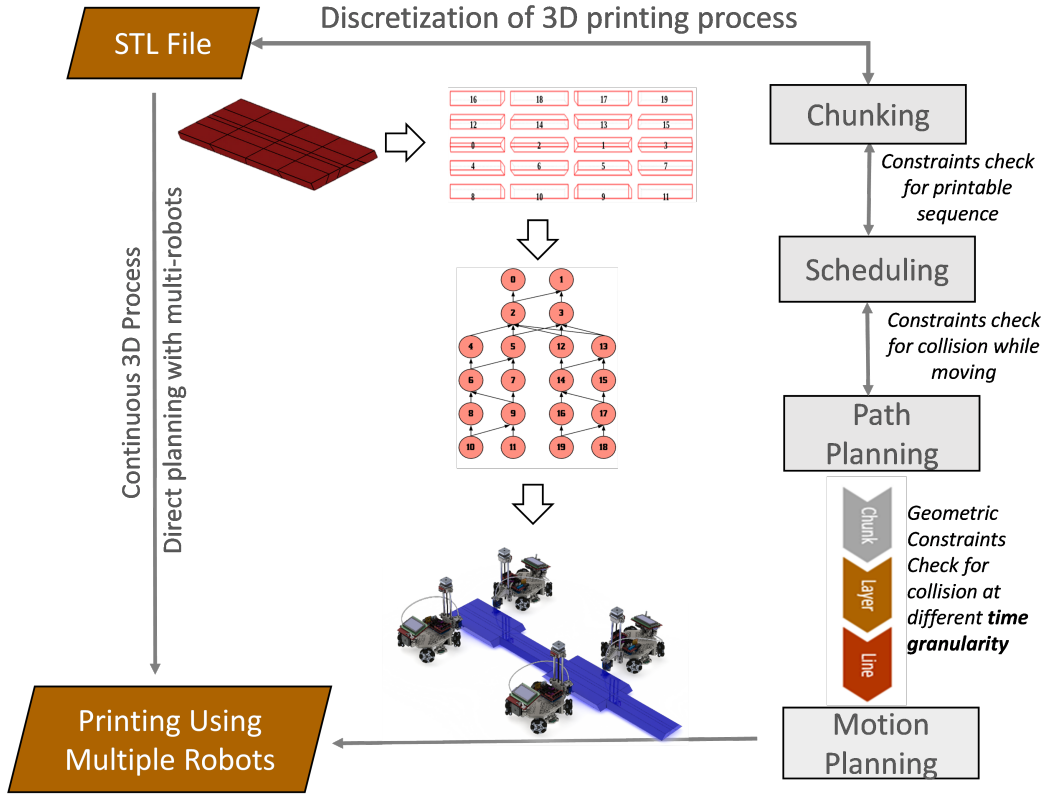 Discretization of 3D printing process
STL File
Chunking
Constraints check
for printable
sequence
Scheduling
Constraints check
for collision while
moving
Path
Planning
Chunk
Layer
Line
Geometric
Constraints
Check for
collision at
different time
granularity
Motion
Planning
Continuous 3D Process
Direct planning with multi-robots
16 18 17 19
12 14 13 15
0 2 1 3
4 6 5 7
8 10 9 11
0 1
2 3
4 5 12 13
6 7 14 15
8 9 16 17
10 11 19 18
Printing Using
Multiple Robots